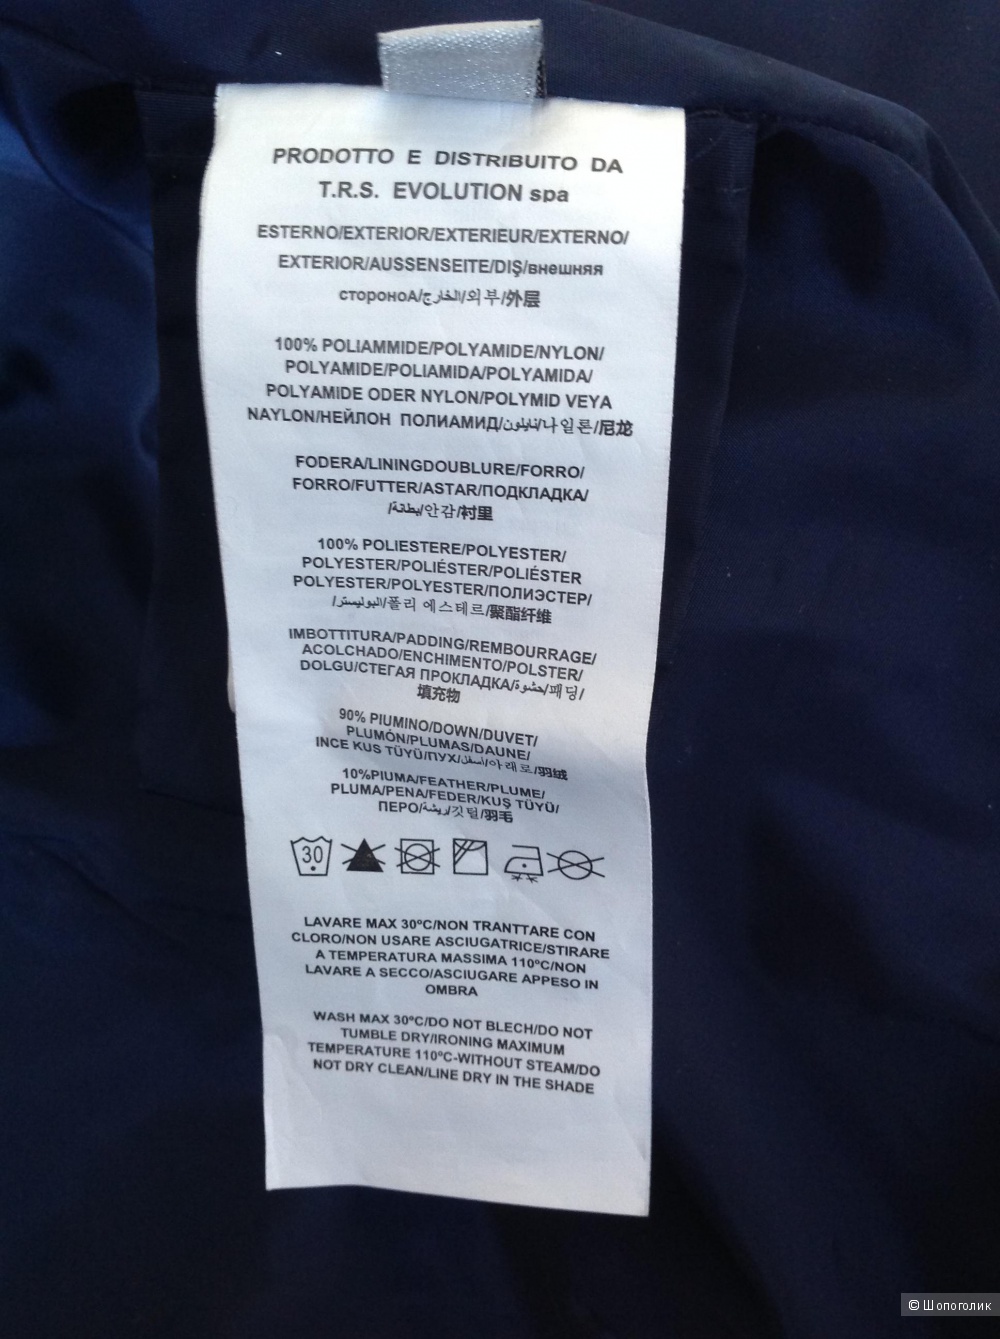 PRODOTTO E DISTRIBUITO DA
T.R.S. EVOLUTION spa
ESTERNO/EXTERIOR/EXTERIEUR/EXTERNO/
EXTERIOR/AUSSENSEITE/DIŞ/внешняя
стороноА/الخارج/외부/外层
100% POLIAMMIDE/POLYAMIDE/NYLON/
POLYAMIDE/POLIAMIDA/POLYAMIDA/
POLYAMIDE ODER NYLON/POLYMID VEYA
NAYLON/НЕЙЛОН ПОЛИАМИД/نايلون/나일론/尼龙
FODERA/LININGDOUBLURE/FORRO/
FORRO/FUTTER/ASTAR/ПОДКЛАДКА/
/بطانة/안감/衬里
100% POLIESTERE/POLYESTER/
POLYESTER/POLIÉSTER/POLIÉSTER
POLYESTER/POLYESTER/ПОЛИЭСТЕР/
/البوليستر/폴리 에스테르/聚酯纤维
IMBOTTITURA/PADDING/REMBOURRAGE/
ACOLCHADO/ENCHIMENTO/POLSTER/
DOLGU/СТЕГАЯ ПРОКЛАДКА/حشوة/패딩/
填充物
90% PIUMINO/DOWN/DUVET/
PLUMÓN/PLUMAS/DAUNE/
INCE KUS TÜYÜ/ПУХ/أسفل/아래로/羽绒
10%PIUMA/FEATHER/PLUME/
PLUMA/PENA/FEDER/KUŞ TÜYÜ/
ПЕРО/ريشة/깃털/羽毛
30
LAVARE MAX 30ºC/NON TRANTTARE CON
CLORO/NON USARE ASCIUGATRICE/STIRARE
A TEMPERATURA MASSIMA 110ºC/NON
LAVARE A SECCO/ASCIUGARE APPESO IN
OMBRA
WASH MAX 30ºC/DO NOT BLECH/DO NOT
TUMBLE DRY/IRONING MAXIMUM
TEMPERATURE 110ºC-WITHOUT STEAM/DO
NOT DRY CLEAN/LINE DRY IN THE SHADE
© Шопоголик